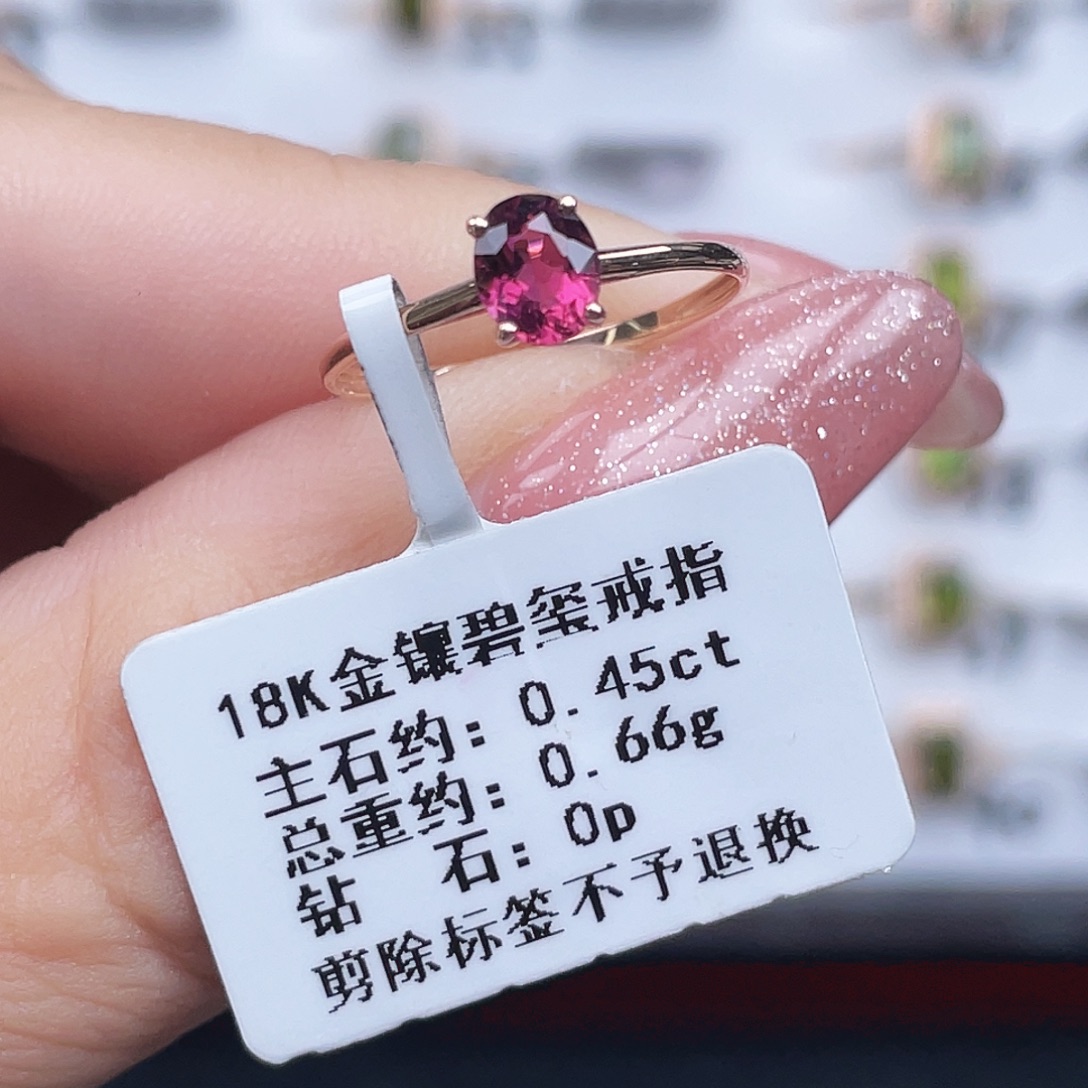 18K金镶碧玺戒指
主石约：0.45ct
总重约：0.66g
钻 石：0p
剪除标签不予退换